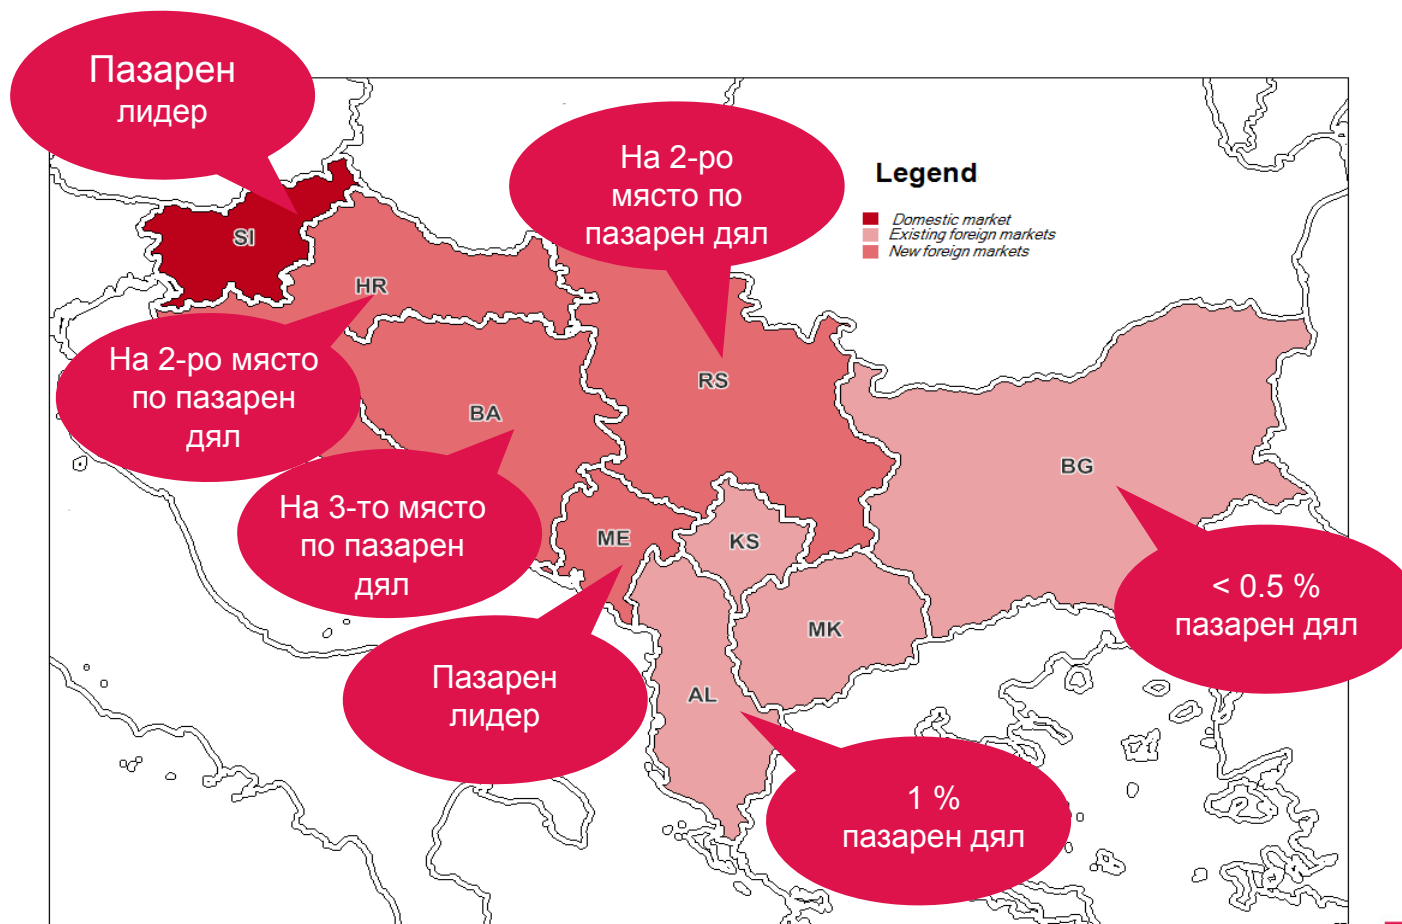 Пазарен
лидер
На 2-ро
място по
пазарен дял
Legend
Domestic market
Existing foreign markets
New foreign markets
SI
HR
На 2-ро място
по пазарен
дял
RS
BA
BG
На 3-то място
по пазарен
дял
ME
KS
< 0.5 %
пазарен дял
MK
Пазарен
лидер
AL
1 %
пазарен дял